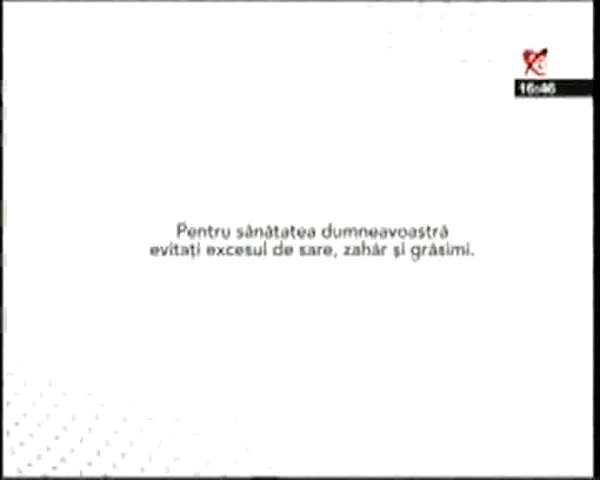 16:46
Pentru sănătatea dumneavoastră
evitați excesul de sare, zahăr și grăsimi.